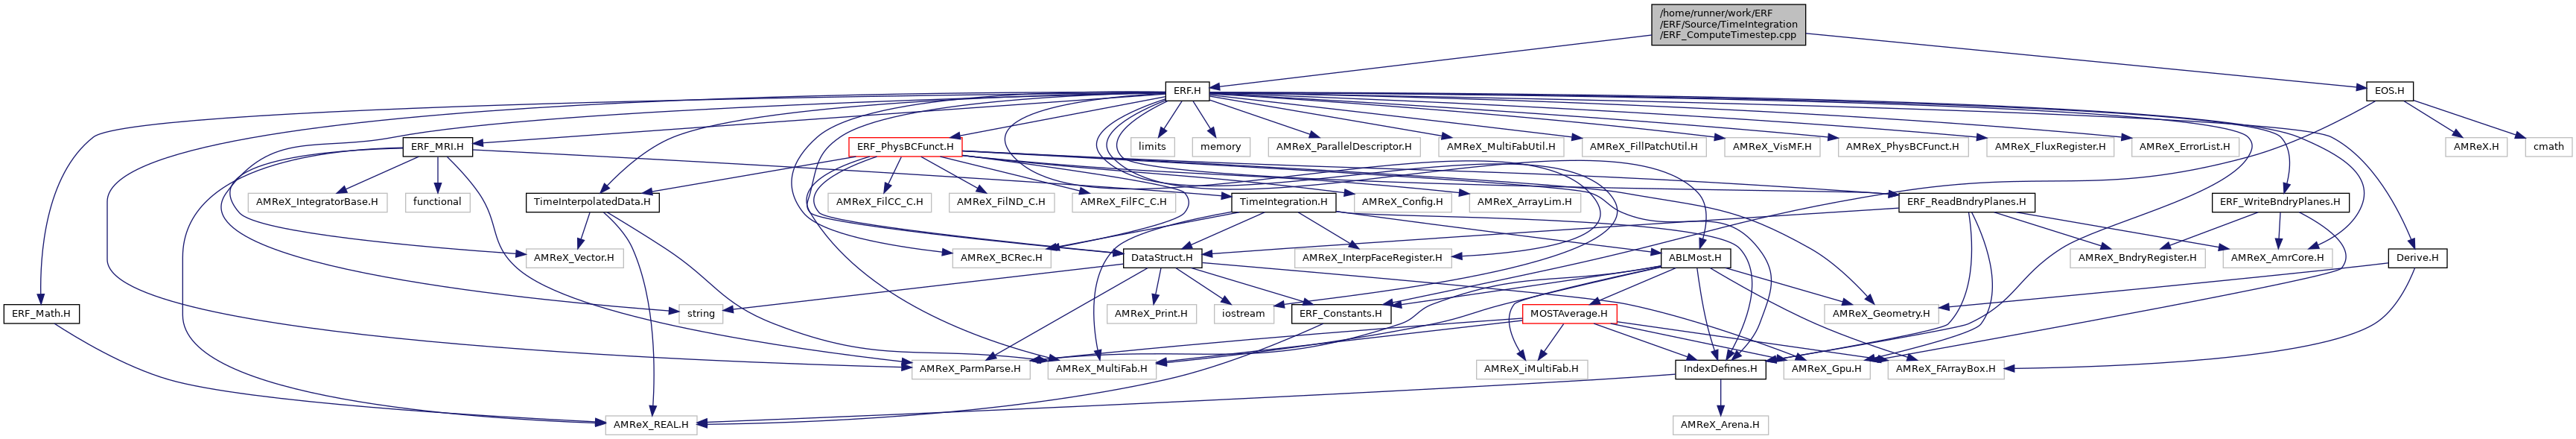 /home/runner/work/ERF
/ERF/Source/TimeIntegration
/ERF_ComputeTimestep.cpp
ERF.H
EOS.H
ERF_MRI.H
ERF_PhysBCFunct.H
limits
memory
AMReX_ParallelDescriptor.H
AMReX_MultiFabUtil.H
AMReX_FillPatchUtil.H
AMReX_VisMF.H
AMReX_PhysBCFunct.H
AMReX_FluxRegister.H
AMReX_ErrorList.H
AMReX.H
cmath
AMReX_IntegratorBase.H
functional
TimeInterpolatedData.H
AMReX_FilCC_C.H
AMReX_FilND_C.H
AMReX_FilFC_C.H
TimeIntegration.H
AMReX_Config.H
AMReX_ArrayLim.H
ERF_ReadBndryPlanes.H
ERF_WriteBndryPlanes.H
AMReX_Vector.H
AMReX_BCRec.H
DataStruct.H
AMReX_InterpFaceRegister.H
ABLMost.H
AMReX_BndryRegister.H
AMReX_AmrCore.H
Derive.H
ERF_Math.H
string
AMReX_Print.H
iostream
ERF_Constants.H
MOSTAverage.H
AMReX_Geometry.H
AMReX_ParmParse.H
AMReX_MultiFab.H
AMReX_iMultiFab.H
IndexDefines.H
AMReX_Gpu.H
AMReX_FArrayBox.H
AMReX_REAL.H
AMReX_Arena.H